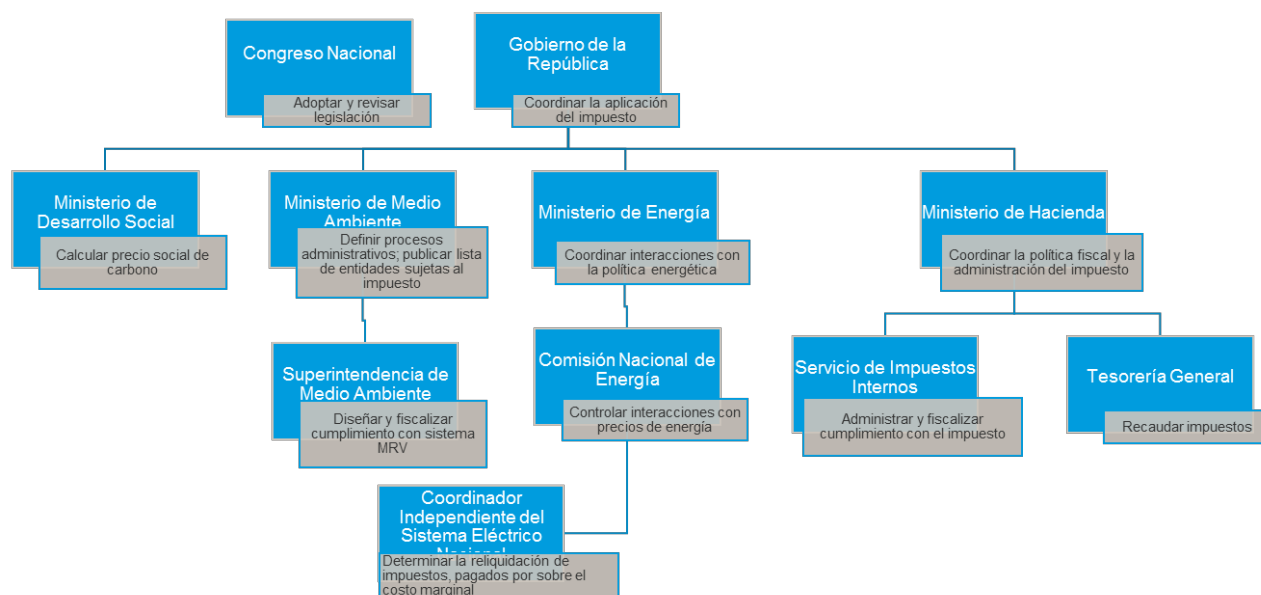 Congreso Nacional
Adoptar y revisar
legislación
Gobierno de la
República
Coordinar la aplicación
del impuesto
Ministerio de
Desarrollo Social
Calcular precio social de
carbono
Ministerio de Medio
Ambiente
Definir procesos
administrativos; publicar lista
de entidades sujetas al
impuesto
Ministerio de Energía
Coordinar interacciones con
la política energética
Ministerio de Hacienda
Coordinar la política fiscal y la
administración del impuesto
Superintendencia de
Medio Ambiente
Diseñar y fiscalizar
cumplimiento con sistema
MRV
Comisión Nacional de
Energía
Controlar interacciones con
precios de energía
Servicio de Impuestos
Internos
Administrar y fiscalizar
cumplimiento con el impuesto
Tesorería General
Recaudar impuestos
Coordinador
Independiente del
Sistema Eléctrico
Nacional
Determinar la reliquidación de
impuestos, pagados por sobre el
costo marginal